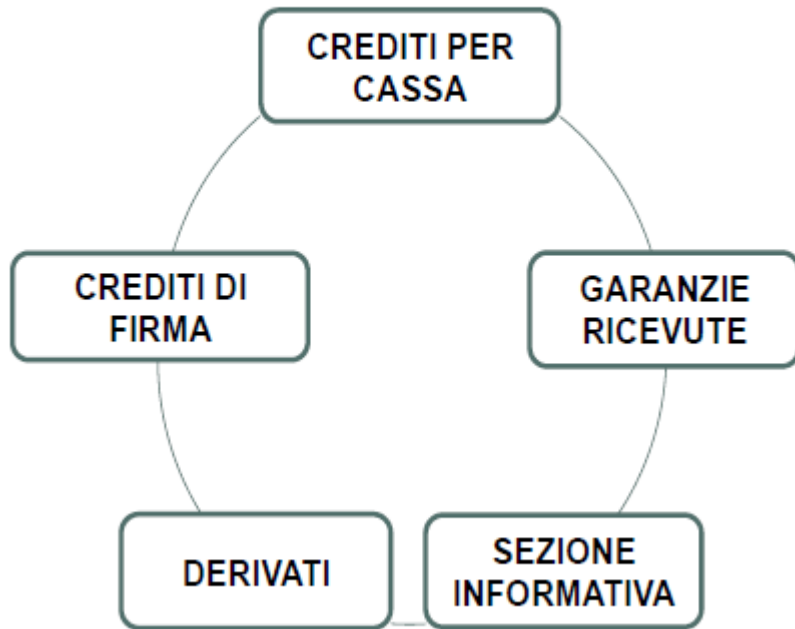 CREDITI PER
CASSA
CREDITI DI
FIRMA
GARANZIE
RICEVUTE
DERIVATI
SEZIONE
INFORMATIVA